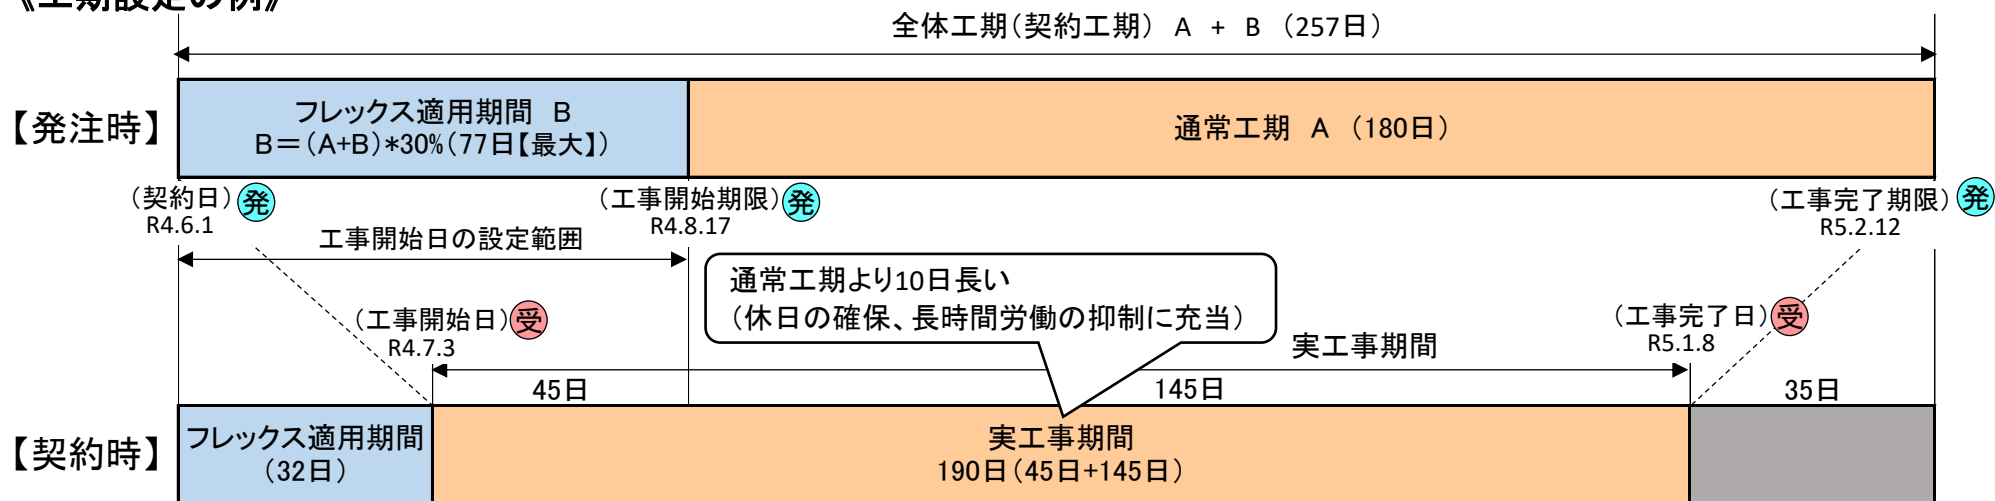 《工期設定の例》
全体工期（契約工期） A + B （257日）
【発注時】
フレックス適用期間 B
B＝（A+B）*30%（77日【最大】）
通常工期 A （180日）
（契約日）発
R4.6.1
（工事開始期限）発
R4.8.17
（工事完了期限）発
R5.2.12
工事開始日の設定範囲
通常工期より10日長い
（休日の確保、長時間労働の抑制に充当）
（工事開始日）受
R4.7.3
（工事完了日）受
R5.1.8
実工事期間
45日
145日
35日
【契約時】
フレックス適用期間
（32日）
実工事期間
190日（45日+145日）